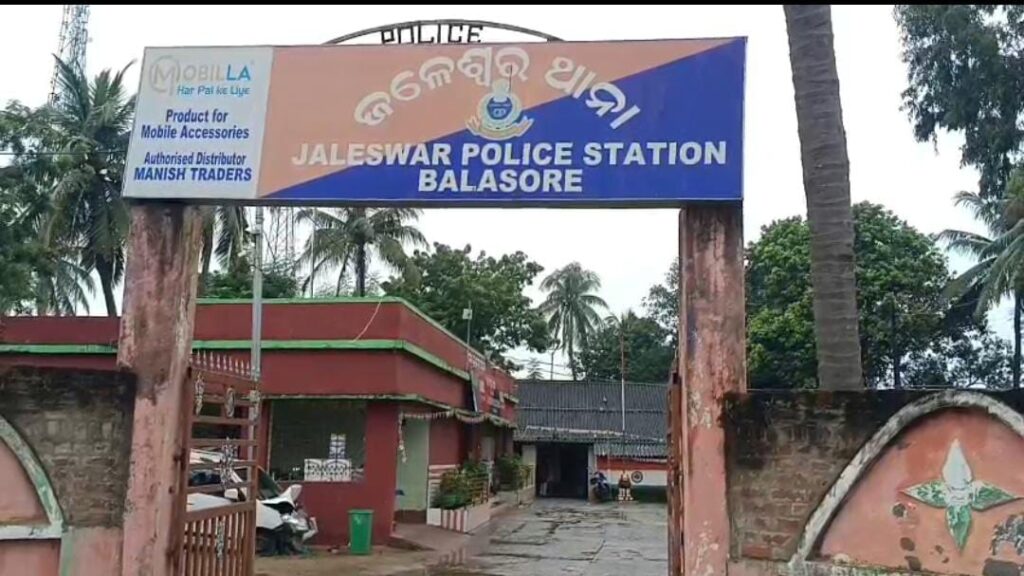 POLICE
MOBILLA
Har Pal ke Liye
Product for
Mobile Accessories
Authorised Distributor
MANISH TRADERS
ଜଳେଶ୍ୱର ଥାନା
JALESWAR POLICE STATION
BALASORE